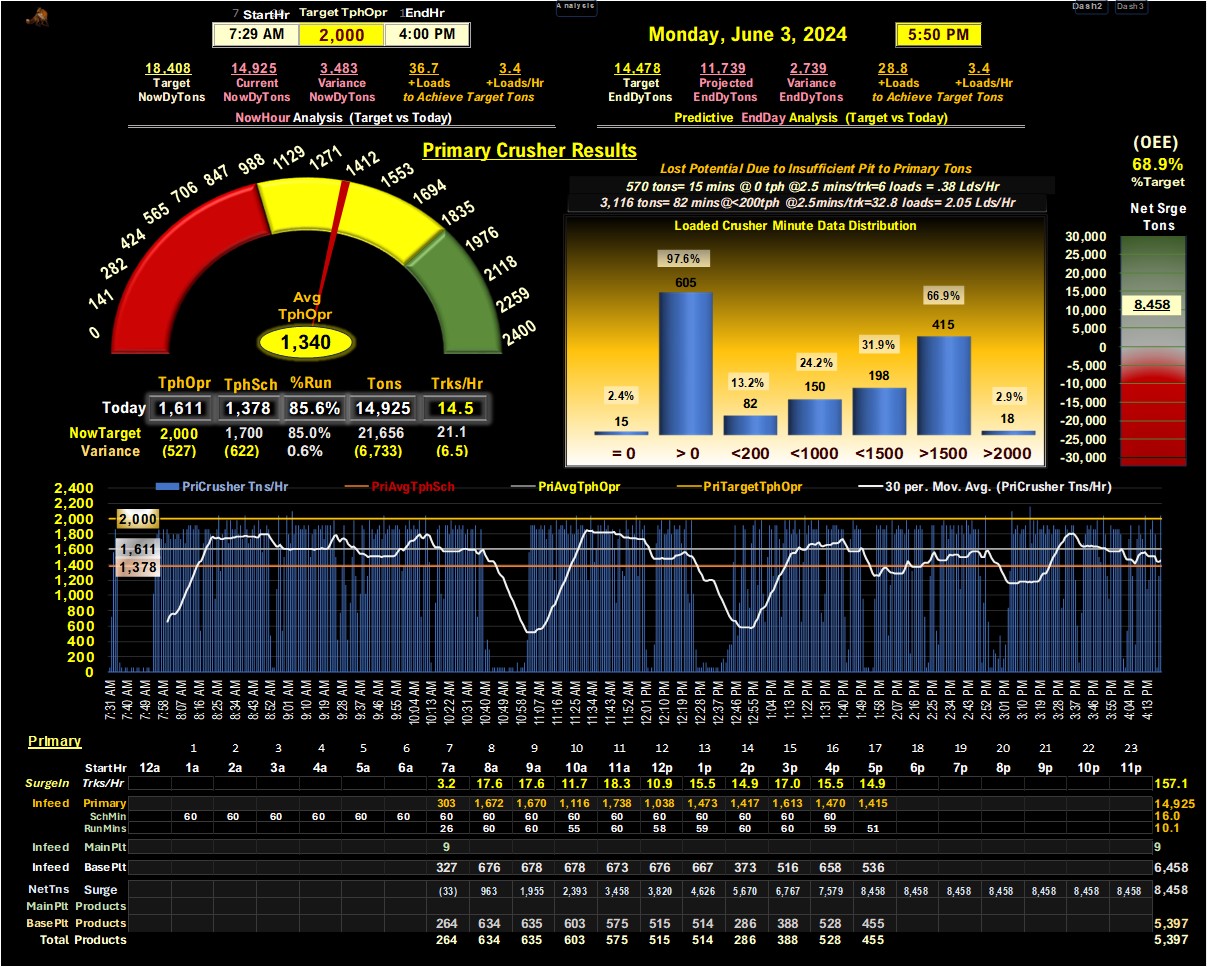 Analysis
Dash2 Dash3
7 StartHr Target TphOpr 1EndHr
7:29 AM 2,000 4:00 PM
Monday, June 3, 2024 5:50 PM
18,408 14,925 3,483 36.7 3.4
Target Current Variance +Loads +Loads/Hr
NowDyTons NowDyTons NowDyTons to Achieve Target Tons
NowHour Analysis (Target vs Today)
14,478 11,739 2,739 28.8 3.4
Target Projected Variance +Loads +Loads/Hr
EndDyTons EndDyTons EndDyTons to Achieve Target Tons
Predictive EndDay Analysis (Target vs Today)
Primary Crusher Results
0 141 282 424 565 706 847 988 1129 1271 1412 1553 1694 1835 1976 2118 2259 2400
Avg
TphOpr
1,340
TphOpr TphSch %Run Tons Trks/Hr
Today 1,611 1,378 85.6% 14,925 14.5
NowTarget 2,000 1,700 85.0% 21,656 21.1
Variance (527) (622) 0.6% (6,733) (6.5)
Lost Potential Due to Insufficient Pit to Primary Tons
570 tons= 15 mins @ 0 tph @2.5 mins/trk=6 loads = .38 Lds/Hr
3,116 tons= 82 mins@<200tph @2.5mins/trk=32.8 loads= 2.05 Lds/Hr
Loaded Crusher Minute Data Distribution
2.4% 97.6% 13.2% 24.2% 31.9% 66.9% 2.9%
15 605 82 150 198 415 18
= 0 > 0 <200 <1000 <1500 >1500 >2000
(OEE)
68.9%
%Target
Net Srge
Tons
30,000
25,000
20,000
15,000
10,000
5,000
0
-5,000
-10,000
-15,000
-20,000
-25,000
-30,000
8,458
PriCrusher Tns/Hr PriAvgTphSch PriAvgTphOpr PriTargetTphOpr 30 per. Mov. Avg. (PriCrusher Tns/Hr)
2,400
2,200
2,000
1,800
1,600
1,400
1,200
1,000
800
600
400
200
0
2,000
1,611
1,378
7:31 AM 7:40 AM 7:49 AM 7:58 AM 8:07 AM 8:16 AM 8:25 AM 8:34 AM 8:43 AM 8:52 AM 9:01 AM 9:10 AM 9:19 AM 9:28 AM 9:37 AM 9:46 AM 9:55 AM 10:04 AM 10:13 AM 10:22 AM 10:31 AM 10:40 AM 10:49 AM 10:58 AM 11:07 AM 11:16 AM 11:25 AM 11:34 AM 11:43 AM 11:52 AM 12:01 PM 12:10 PM 12:19 PM 12:28 PM 12:37 PM 12:46 PM 12:55 PM 1:04 PM 1:13 PM 1:22 PM 1:31 PM 1:40 PM 1:49 PM 1:58 PM 2:07 PM 2:16 PM 2:25 PM 2:34 PM 2:43 PM 2:52 PM 3:01 PM 3:10 PM 3:19 PM 3:28 PM 3:37 PM 3:46 PM 3:55 PM 4:04 PM 4:13 PM
Primary
1 2 3 4 5 6 7 8 9 10 11 12 13 14 15 16 17 18 19 20 21 22 23
StartHr 12a 1a 2a 3a 4a 5a 6a 7a 8a 9a 10a 11a 12p 1p 2p 3p 4p 5p 6p 7p 8p 9p 10p 11p
SurgeIn Trks/Hr 3.2 17.6 17.6 11.7 18.3 10.9 15.5 14.9 17.0 15.5 14.9 157.1
Infeed Primary 303 1,672 1,670 1,116 1,738 1,038 1,473 1,417 1,613 1,470 1,415 14,925
SchMin 60 60 60 60 60 60 60 60 60 60 60 60 60 60 60 60 16.0
RunMins 26 60 60 55 60 58 59 60 60 59 51 10.1
Infeed MainPlt 9 9
Infeed BasePlt 327 676 678 678 673 676 667 373 516 658 536 6,458
NetTns Surge (33) 963 1,955 2,393 3,458 3,820 4,626 5,670 6,767 7,579 8,458 8,458 8,458 8,458 8,458 8,458 8,458 8,458
MainPlt Products
BasePlt Products 264 634 635 603 575 515 514 286 388 528 455 5,397
Total Products 264 634 635 603 575 515 514 286 388 528 455 5,397